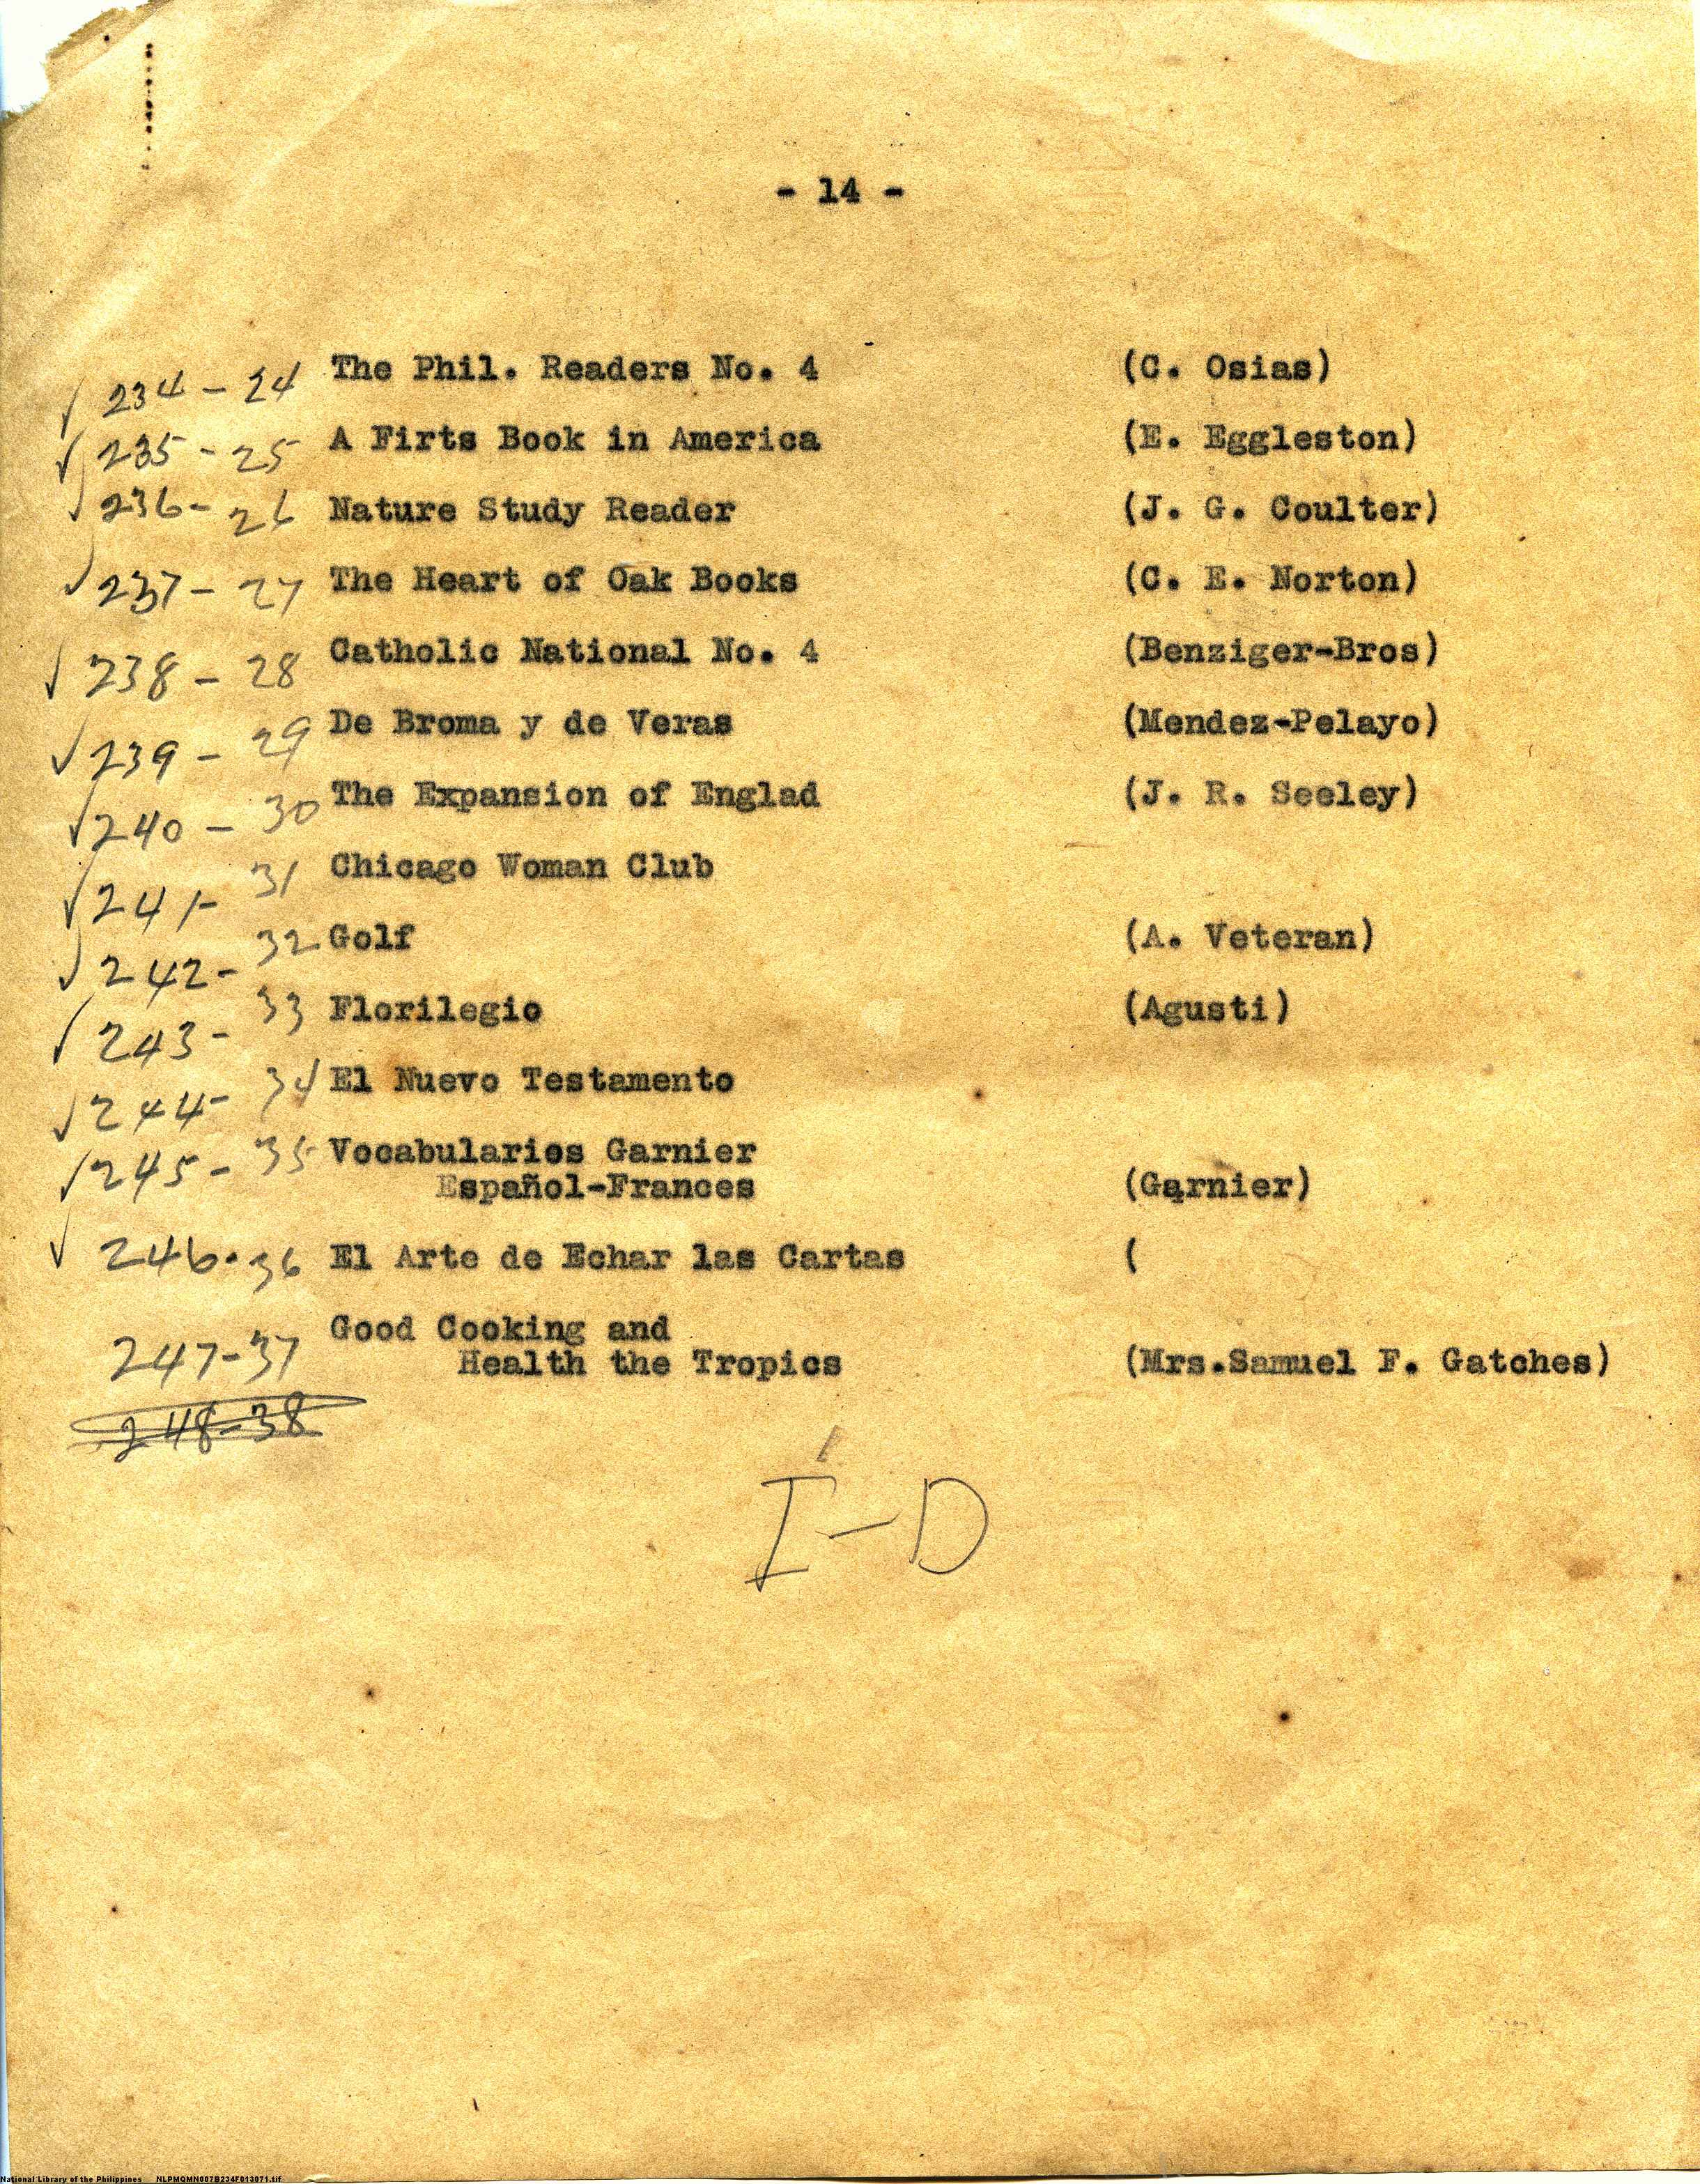 - 14 -
√ 234 - 24 The Phil. Readers No. 4 (C. Osias)
√ 235 - 25 A Firts Book in America (E. Eggleston)
√ 236 - 26 Nature Study Reader (J. G. Coulter)
√ 237 - 27 The Heart of Oak Books (C. E. Norton)
√ 238 - 28 Catholic National No. 4 (Benziger-Bros)
√ 239 - 29 De Broma y de Veras (Mendez-Pelayo)
√ 240 - 30 The Expansion of Englad (J. R. Seeley)
√ 241 - 31 Chicago Woman Club
√ 242 - 32 Golf (A. Veteran)
√ 243 - 33 Florilegio (Agusti)
√ 244 - 34 El Nuevo Testamento
√ 245 - 35 Vocabularios Garnier
Español-Frances (Garnier)
√ 246 - 36 El Arte de Echar las Cartas (
247 - 37 Good Cooking and
Health the Tropics (Mrs.Samuel F. Gatches)
248 - 38
I - D
National Library of the Philippines NLPMQMN007B234F013071.tif